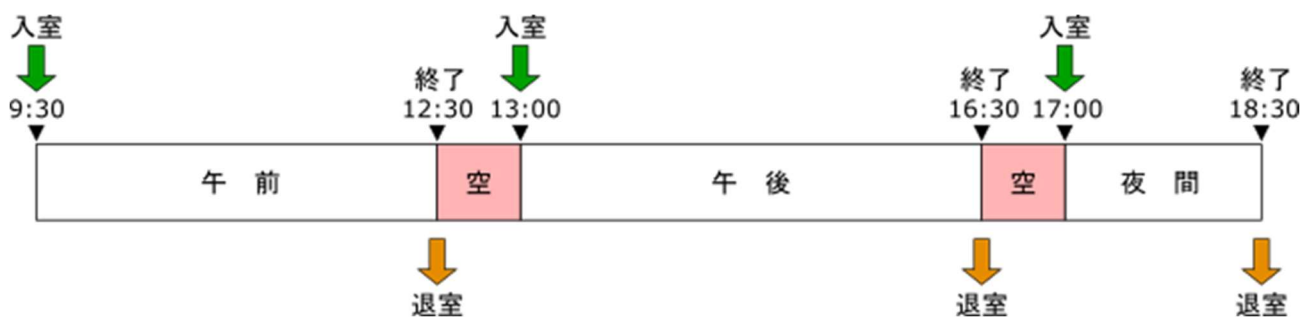 入室 入室 入室
終了 終了 終了
9:30 12:30 13:00 16:30 17:00 18:30
午 前 空 午 後 空 夜 間
退室 退室 退室